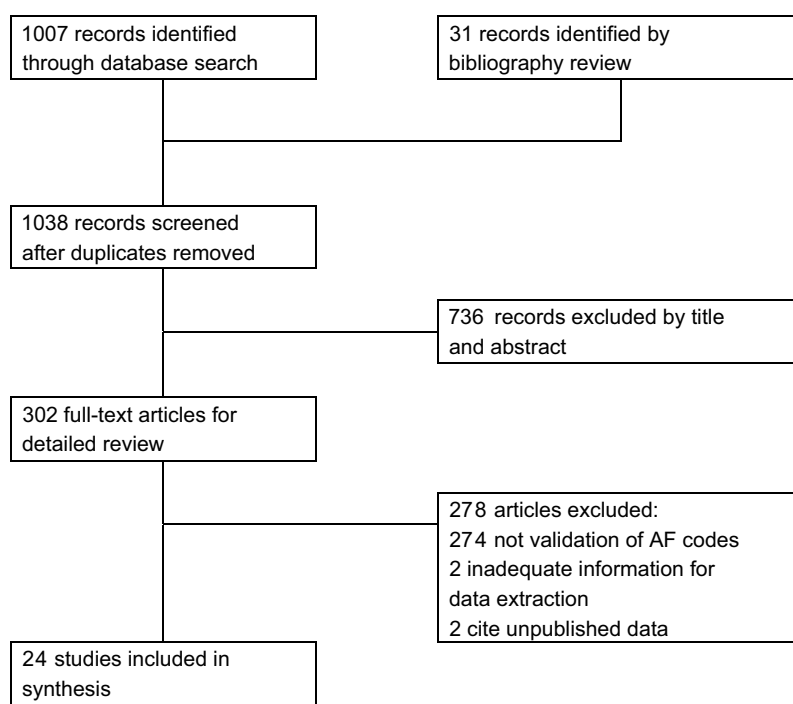 1007 records identified
through database search
31 records identified by
bibliography review
1038 records screened
after duplicates removed
736 records excluded by title
and abstract
302 full-text articles for
detailed review
278 articles excluded:
274 not validation of AF codes
2 inadequate information for
data extraction
2 cite unpublished data
24 studies included in
synthesis